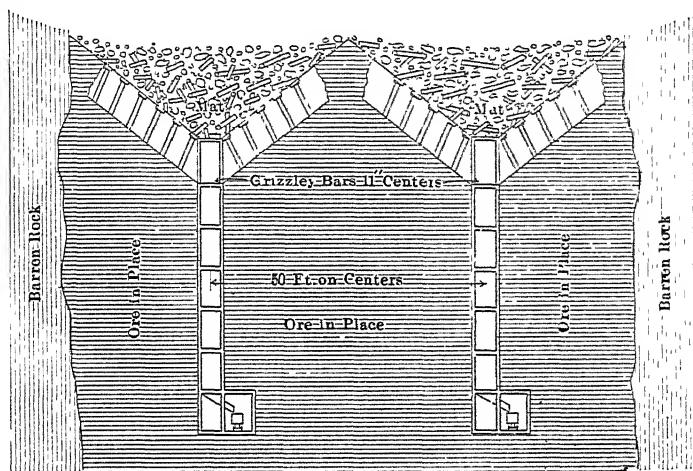 Mat
Mat
Grizzley Bars 11" Centers
Barren Rock
Ore in Place
50 Ft. on Centers
Ore in Place
Ore in Place
Barren Rock